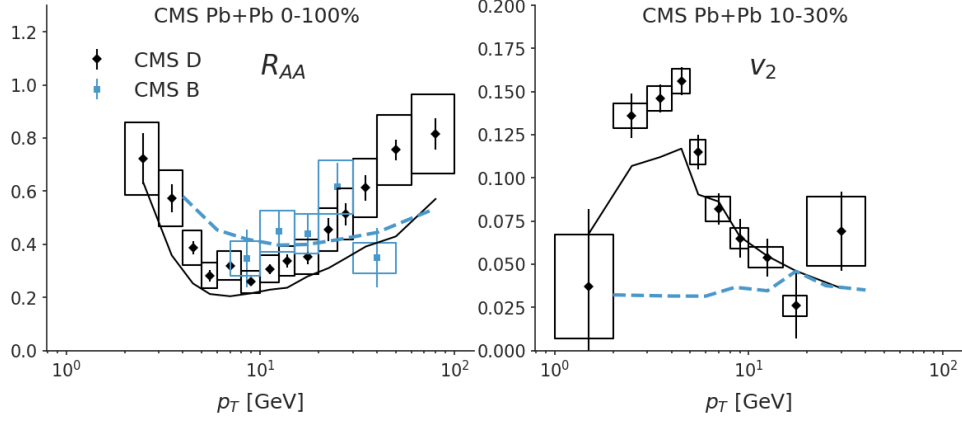 CMS Pb+Pb 0-100%
R_AA
CMS D
CMS B
1.2
1.0
0.8
0.6
0.4
0.2
0.0
10^0
10^1
10^2
p_T [GeV]
CMS Pb+Pb 10-30%
v_2
0.200
0.175
0.150
0.125
0.100
0.075
0.050
0.025
0.000
10^0
10^1
10^2
p_T [GeV]